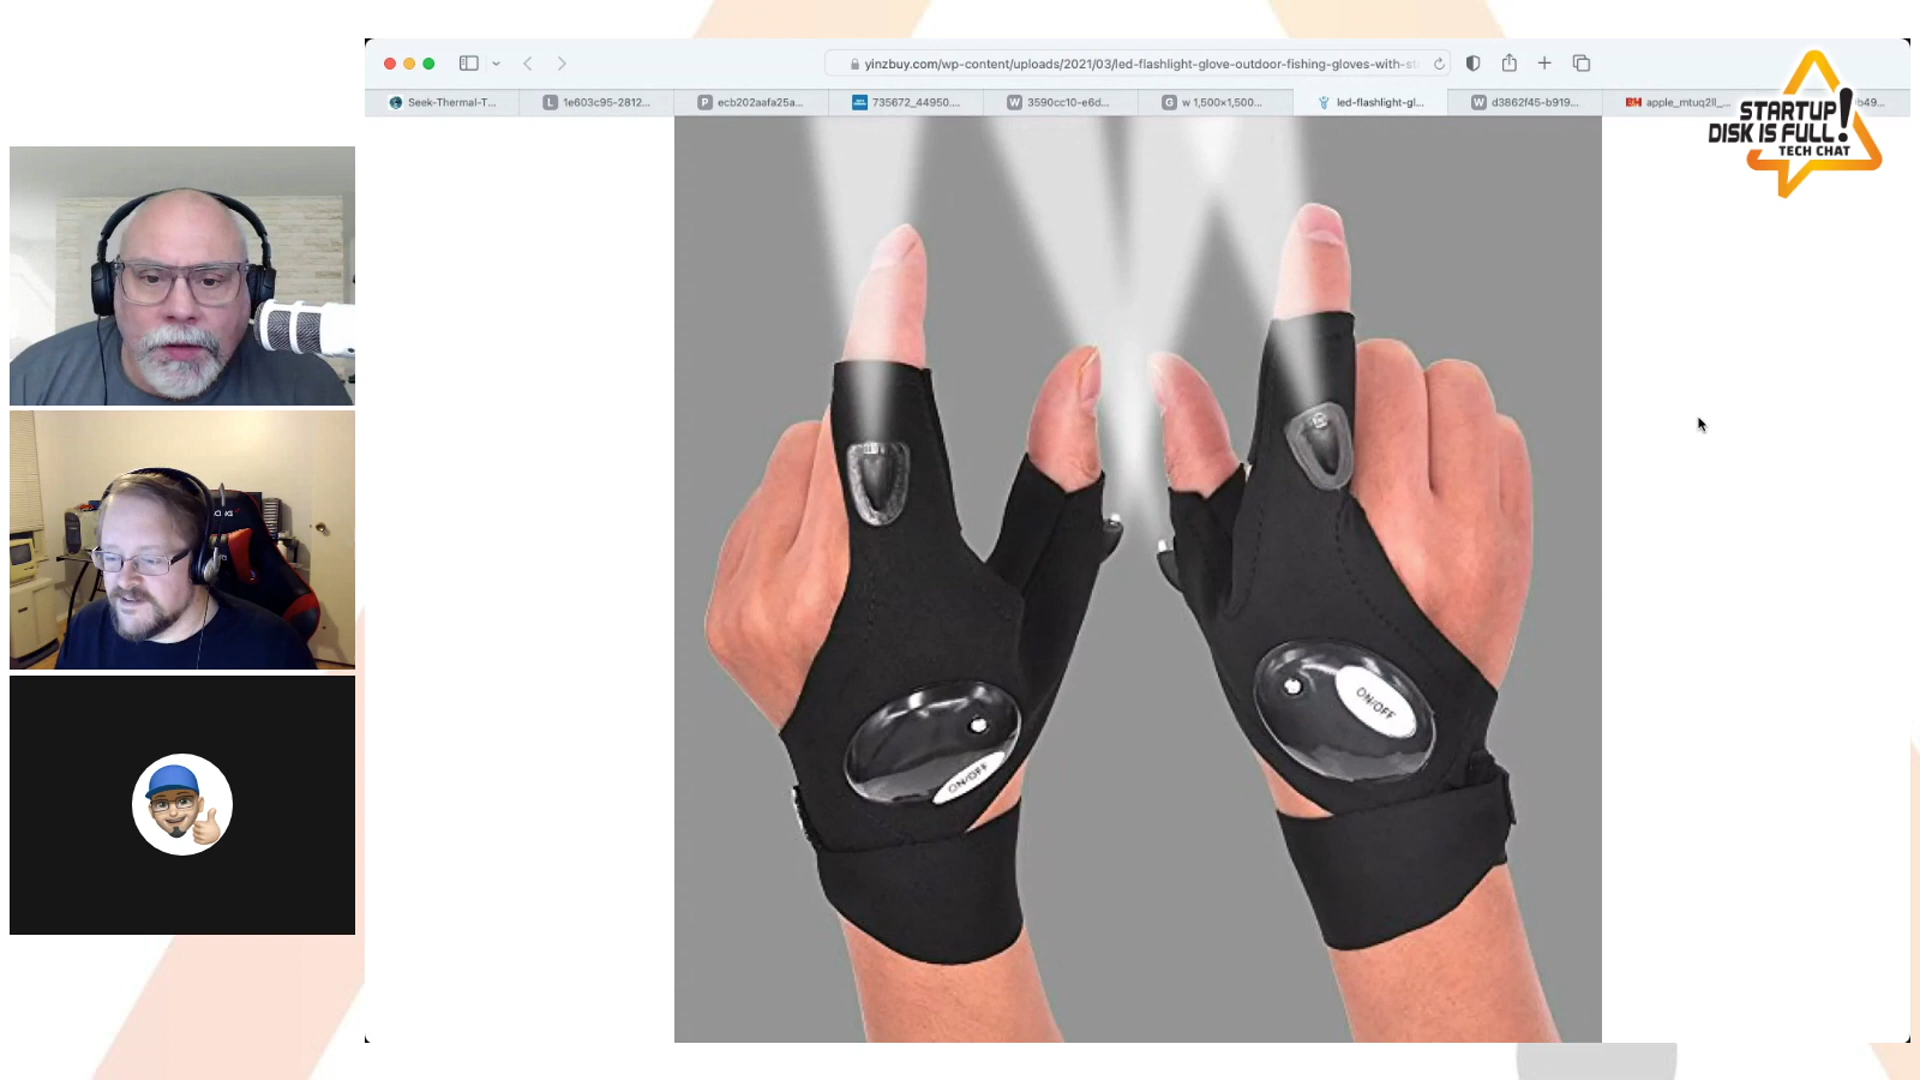 yinzbuy.com/wp-content/uploads/2021/03/led-flashlight-glove-outdoor-fishing-gloves-with-st
Seek-Thermal-T...
L 1e603c95-2812...
P ecb202aafa25a...
735672_44950....
W 3590cc10-e6d...
G w 1,500×1,500...
led-flashlight-gl...
W d3862f45-b919...
BH apple_mtuq2ll_...
b49...
STARTUP
DISK IS FULL!
TECH CHAT
ON/OFF
ON/OFF